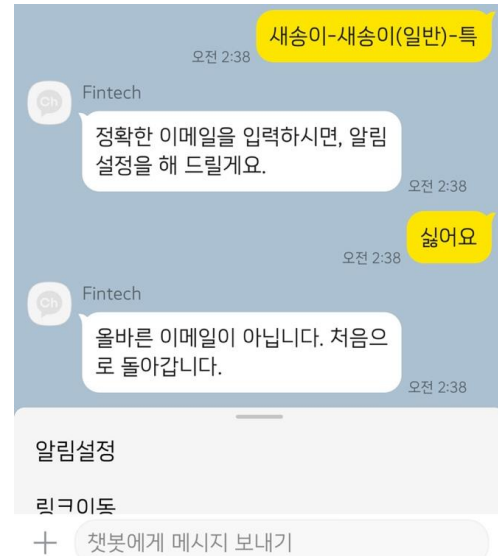 새송이-새송이(일반)-특
오전 2:38
Fintech
정확한 이메일을 입력하시면, 알림
설정을 해 드릴게요.
오전 2:38
싫어요
오전 2:38
Fintech
올바른 이메일이 아닙니다. 처음으
로 돌아갑니다.
오전 2:38
알림설정
링크이동
챗봇에게 메시지 보내기